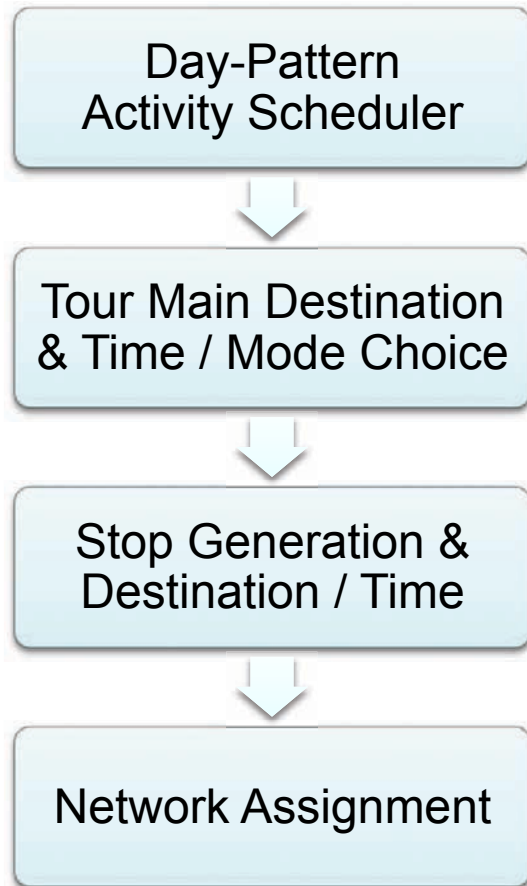 Day-Pattern
Activity Scheduler
Tour Main Destination
& Time / Mode Choice
Stop Generation &
Destination / Time
Network Assignment